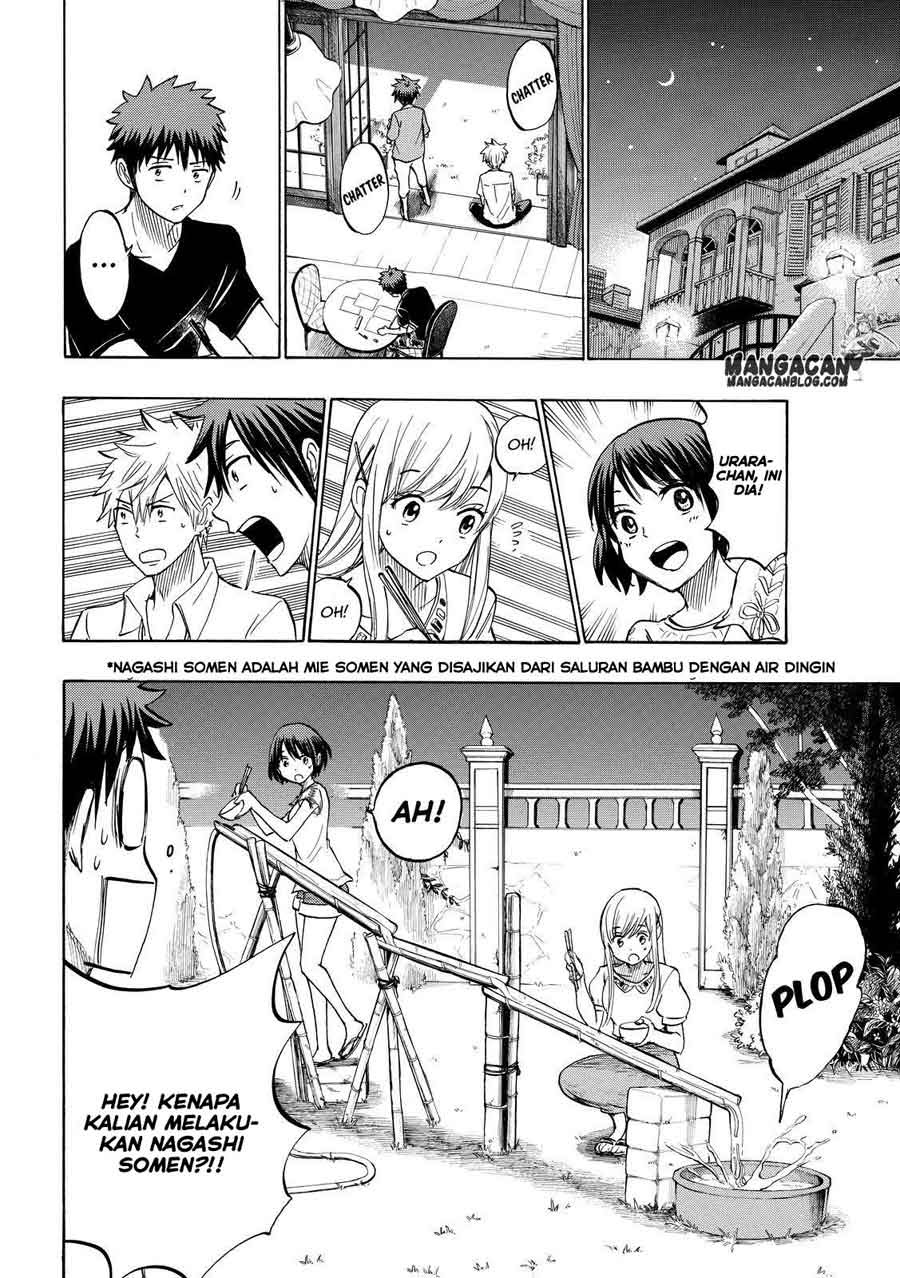 CHATTER
CHATTER
...
MANGACAN
MANGACANBLOG.COM
URARA-
CHAN, INI
DIA!
OH!
OH!
*NAGASHI SOMEN ADALAH MIE SOMEN YANG DISAJIKAN DARI SALURAN BAMBU DENGAN AIR DINGIN
AH!
PLOP
HEY! KENAPA
KALIAN MELAKU-
KAN NAGASHI
SOMEN?!!